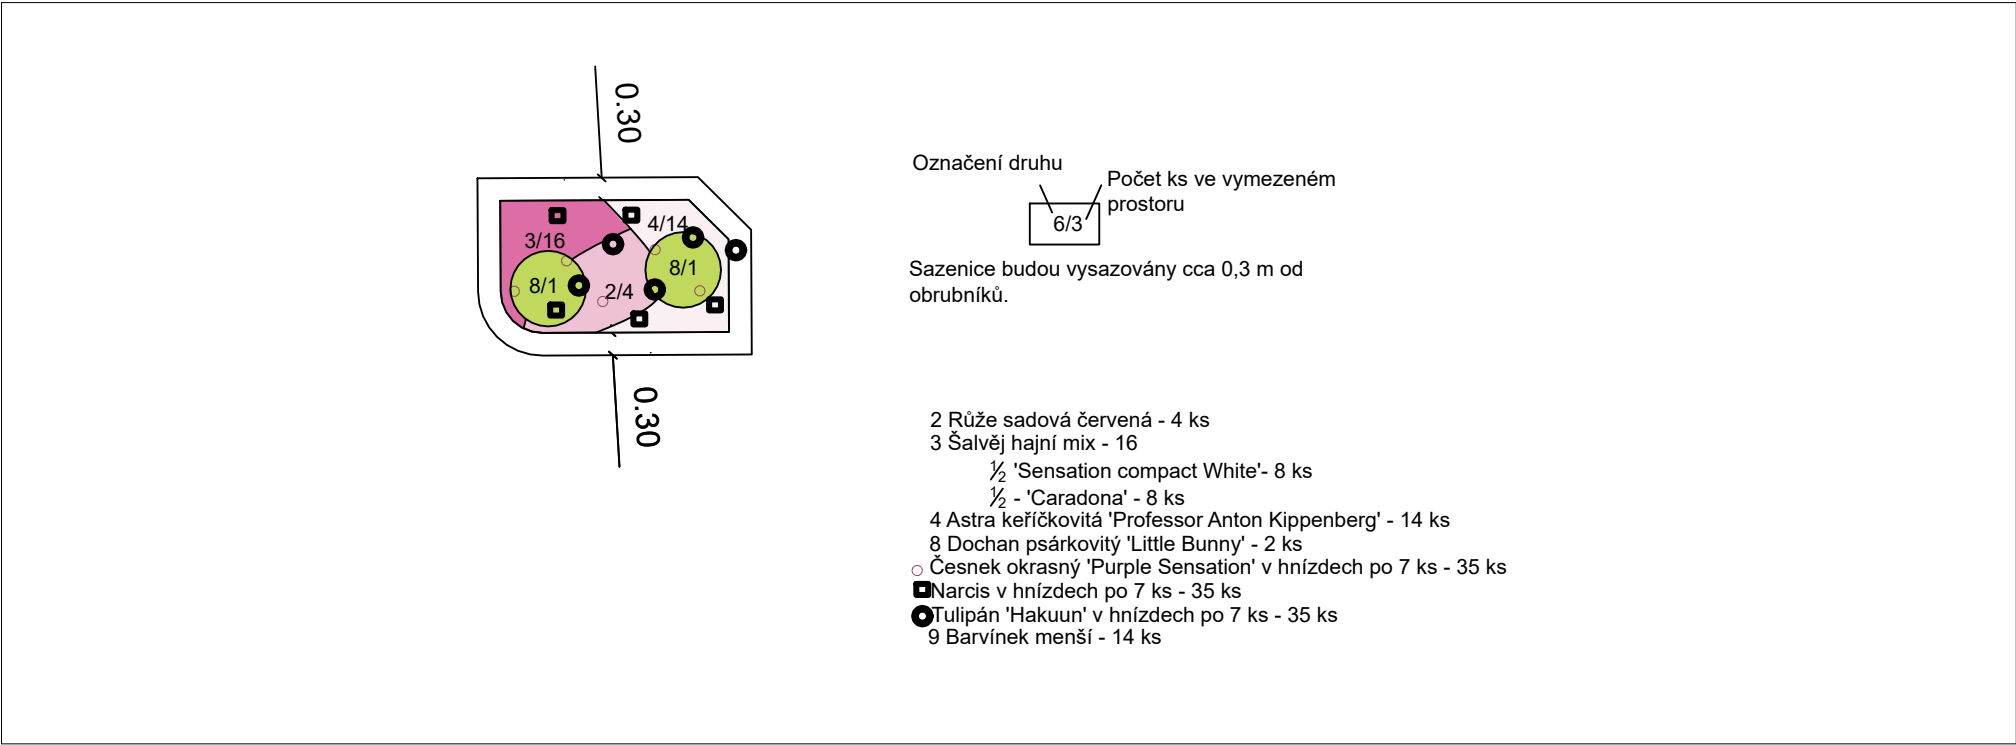 0.30
3/16
4/14
8/1
8/1
2/4
0.30
Označení druhu
Počet ks ve vymezeném
prostoru
6/3
Sazenice budou vysazovány cca 0,3 m od
obrubníků.
2 Růže sadová červená - 4 ks
3 Šalvěj hajní mix - 16
½ 'Sensation compact White'- 8 ks
½ - 'Caradona' - 8 ks
4 Astra keříčkovitá 'Professor Anton Kippenberg' - 14 ks
8 Dochan psárkovitý 'Little Bunny' - 2 ks
Česnek okrasný 'Purple Sensation' v hnízdech po 7 ks - 35 ks
Narcis v hnízdech po 7 ks - 35 ks
Tulipán 'Hakuun' v hnízdech po 7 ks - 35 ks
9 Barvínek menší - 14 ks